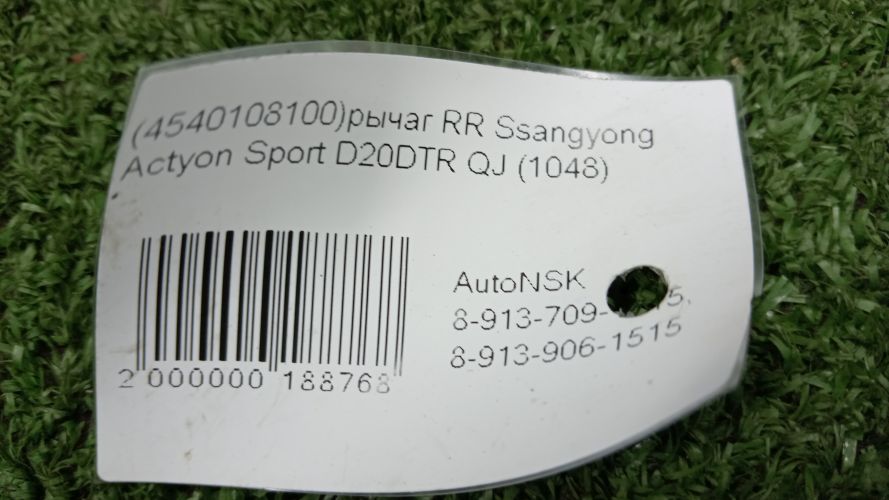 (4540108100)рычаг RR Ssangyong
Actyon Sport D20DTR QJ (1048)
AutoNSK
8-913-906-1515
2 000000 188768